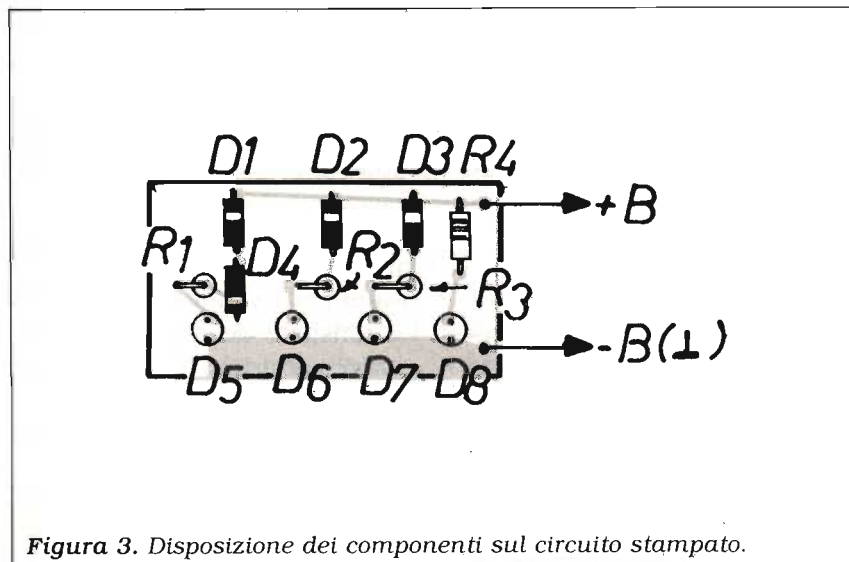 D1 D2 D3 R4
+B
R1 D4 R2 R3
-B(⊥)
D5 D6 D7 D8
Figura 3. Disposizione dei componenti sul circuito stampato.